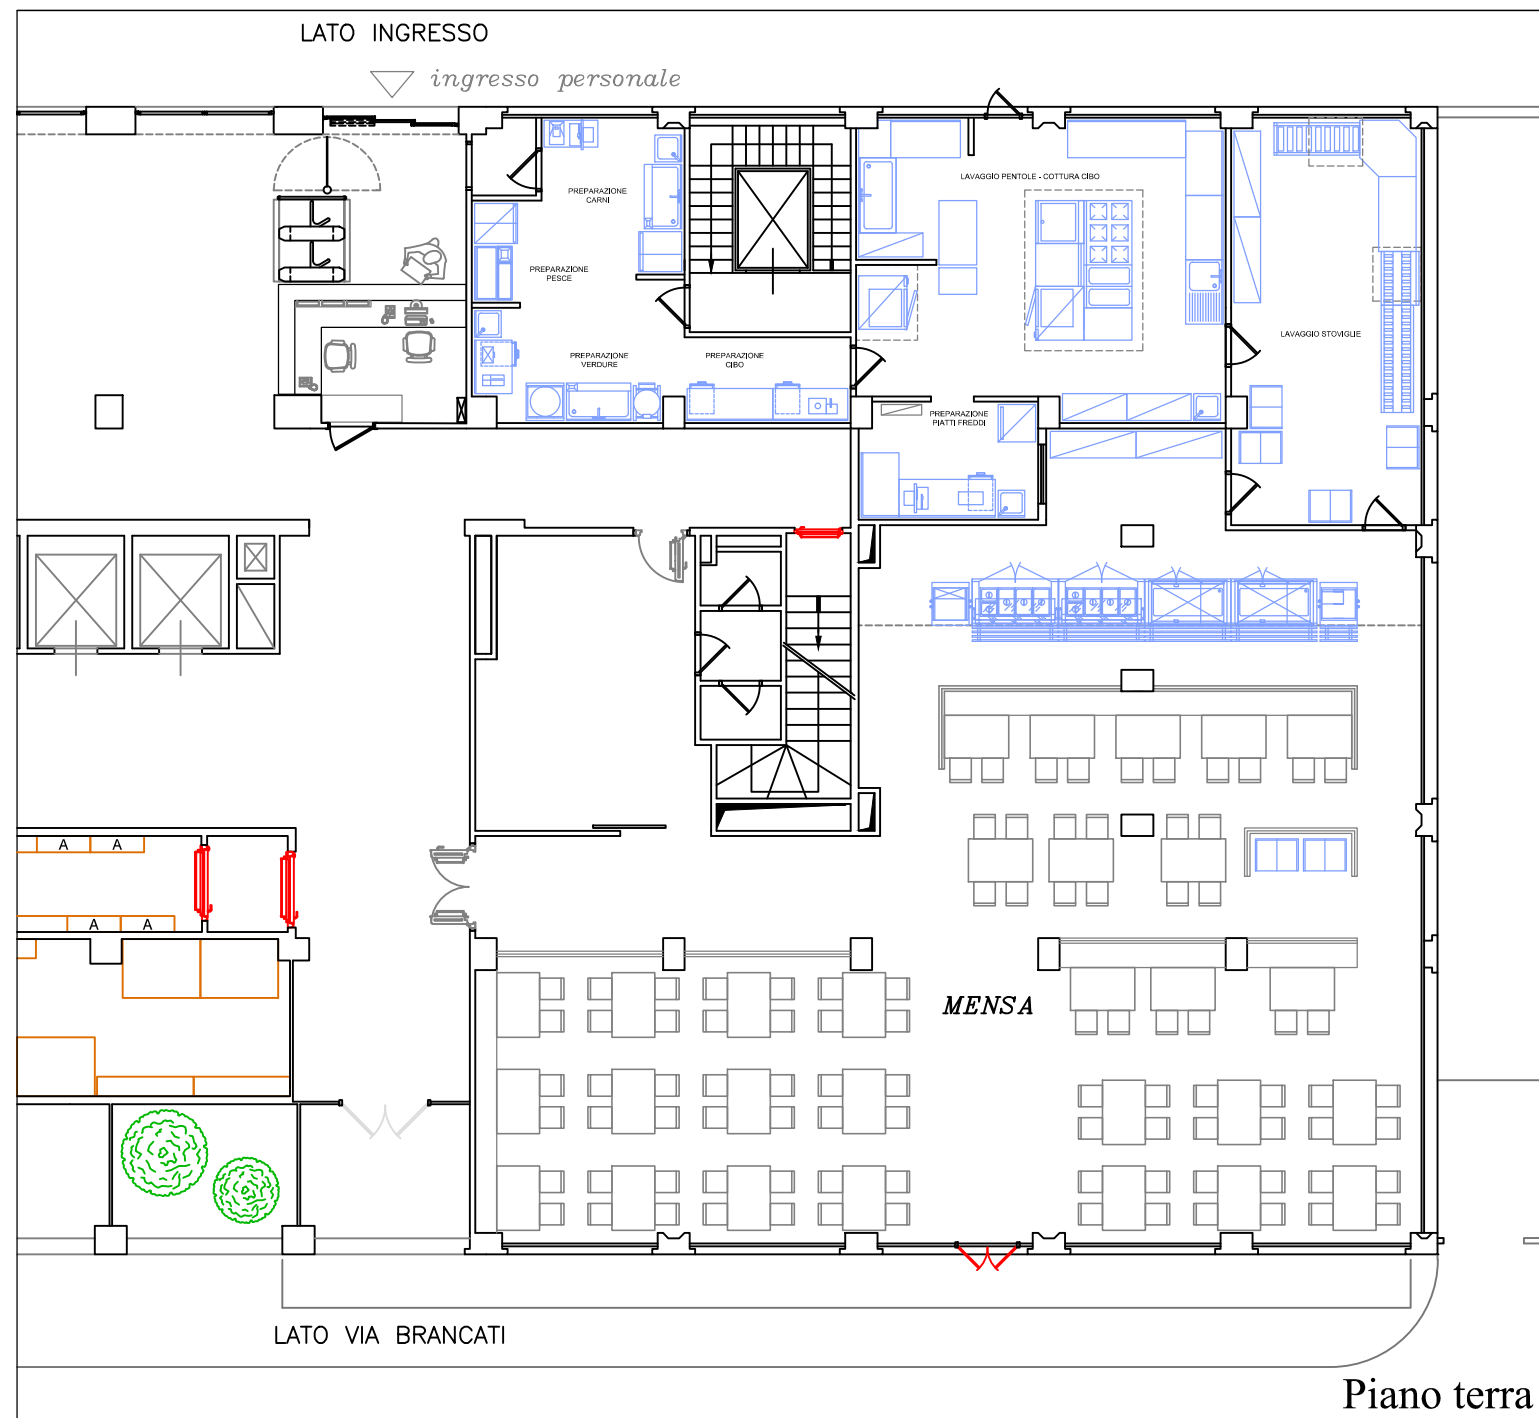 LATO INGRESSO
ingresso personale
PREPARAZIONE
CARNI
LAVAGGIO PENTOLE - COTTURA CIBO
PREPARAZIONE
PESCE
LAVAGGIO STOVIGLIE
PREPARAZIONE
VERDURE
PREPARAZIONE
CIBO
PREPARAZIONE
PIATTI FREDDI
A
A
A
A
MENSA
LATO VIA BRANCATI
Piano terra